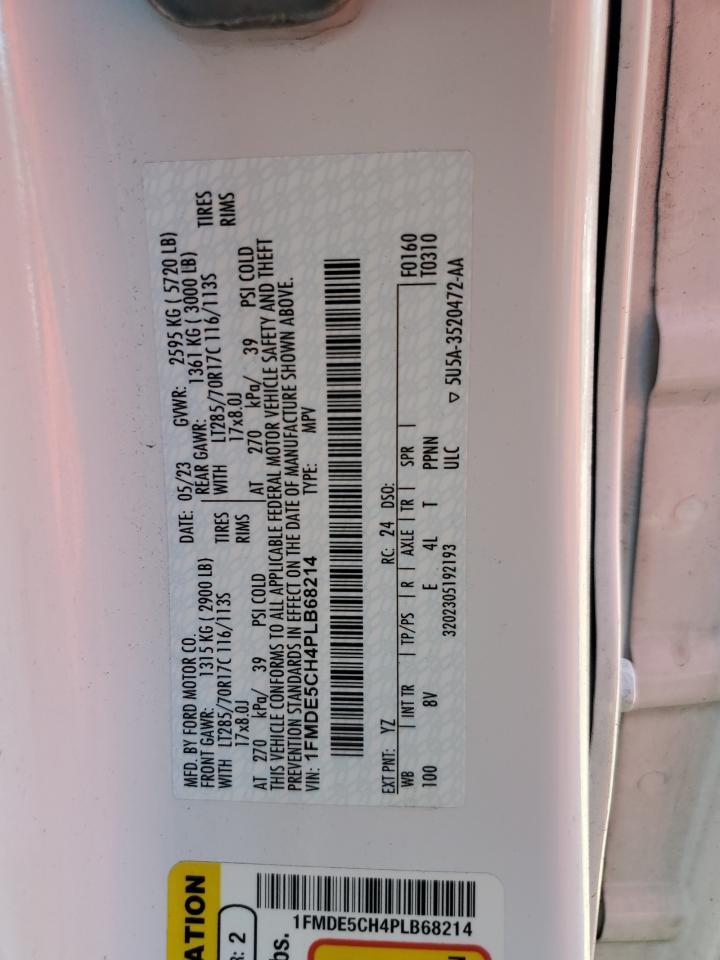 MFD. BY FORD MOTOR CO.
DATE: 05/23 GVWR: 2595 KG ( 5720 LB)
FRONT GAWR: 1315 KG ( 2900 LB) REAR GAWR: 1361 KG ( 3000 LB)
WITH LT285/70R17C 116/113S TIRES WITH LT285/70R17C 116/113S TIRES
17x8.0J RIMS 17x8.0J RIMS
AT 270 kPa/ 39 PSI COLD AT 270 kPa/ 39 PSI COLD
THIS VEHICLE CONFORMS TO ALL APPLICABLE FEDERAL MOTOR VEHICLE SAFETY AND THEFT
PREVENTION STANDARDS IN EFFECT ON THE DATE OF MANUFACTURE SHOWN ABOVE.
VIN: 1FMDE5CH4PLB68214 TYPE: MPV
EXT PNT: YZ RC: 24 DSO: F0160
WB INT TR TP/PS R AXLE TR SPR T0310
100 8V E 4L T PPNN
3202305192193 ULC ▽ 5U5A-3520472-AA
ATION
R: 2
bs.
1FMDE5CH4PLB68214